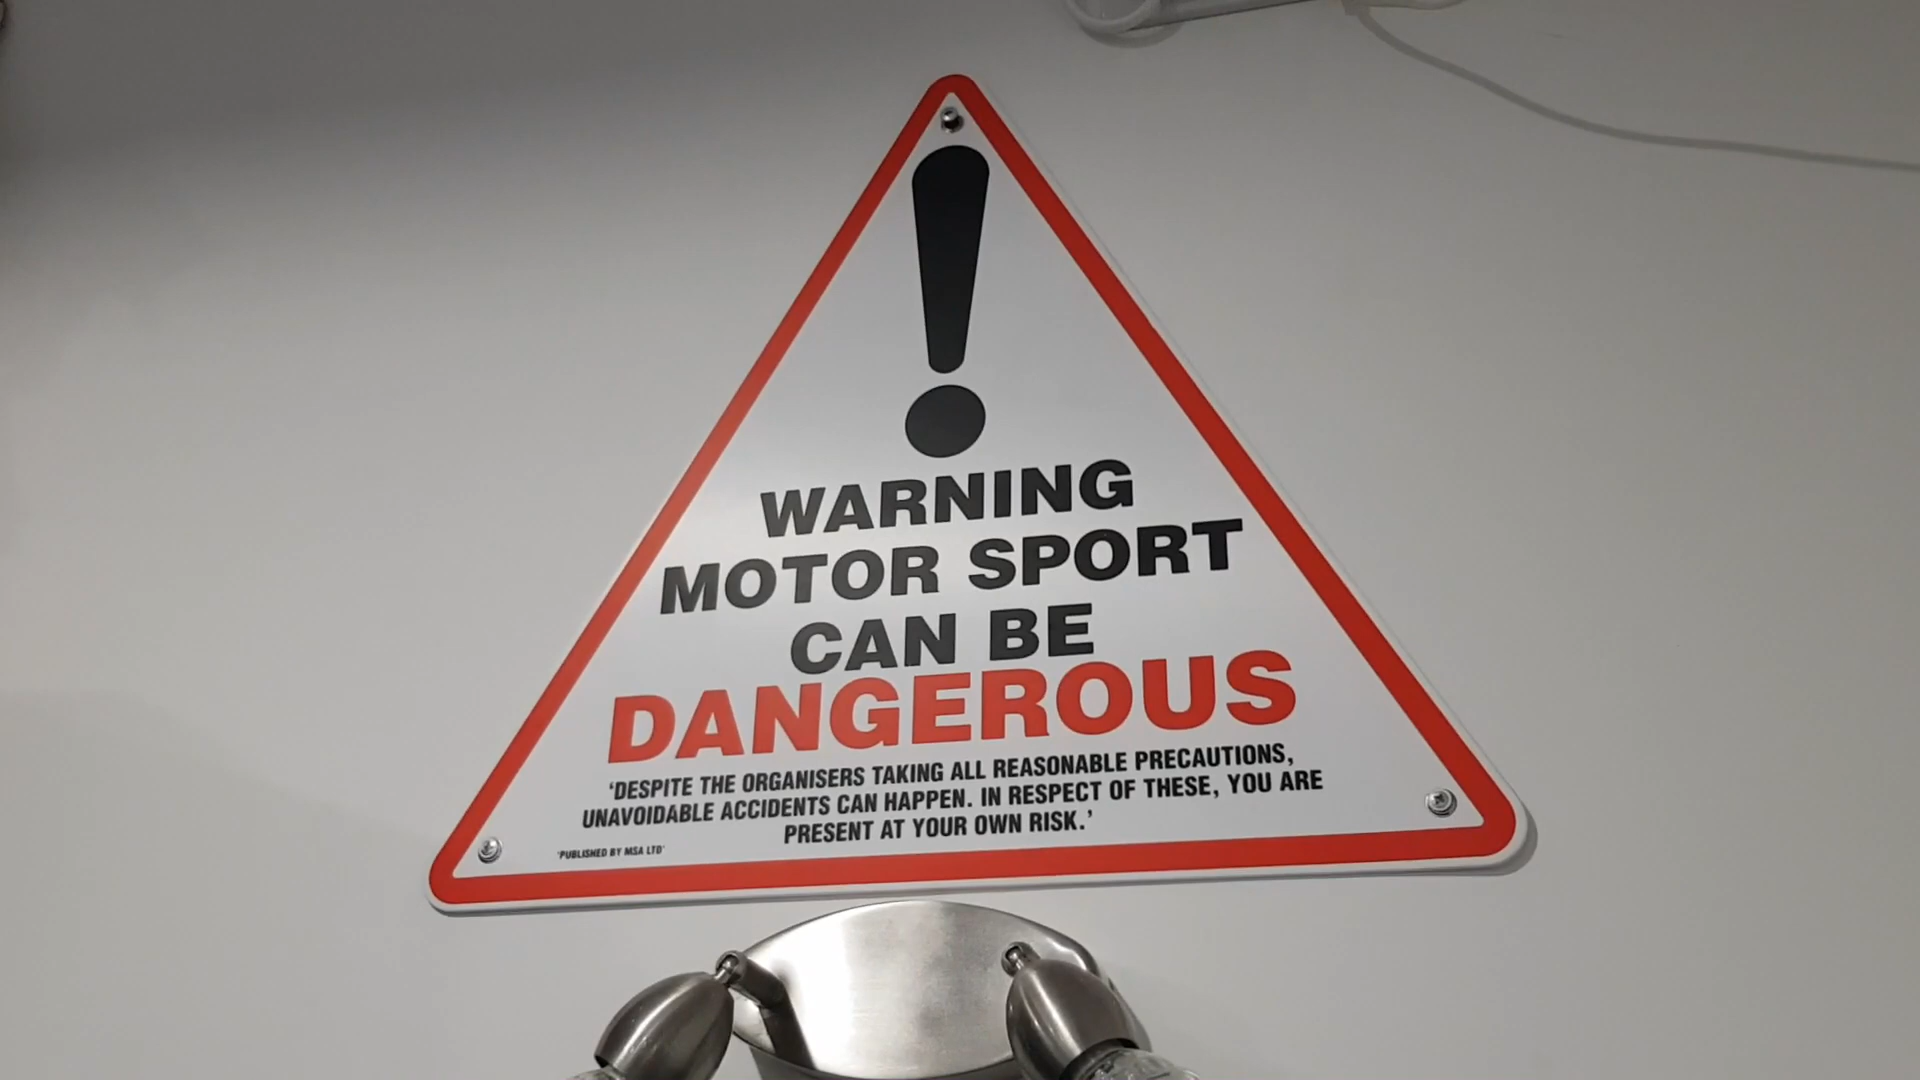 WARNING
MOTOR SPORT
CAN BE
DANGEROUS
‘DESPITE THE ORGANISERS TAKING ALL REASONABLE PRECAUTIONS,
UNAVOIDABLE ACCIDENTS CAN HAPPEN. IN RESPECT OF THESE, YOU ARE
PRESENT AT YOUR OWN RISK.’
'PUBLISHED BY MSA LTD'